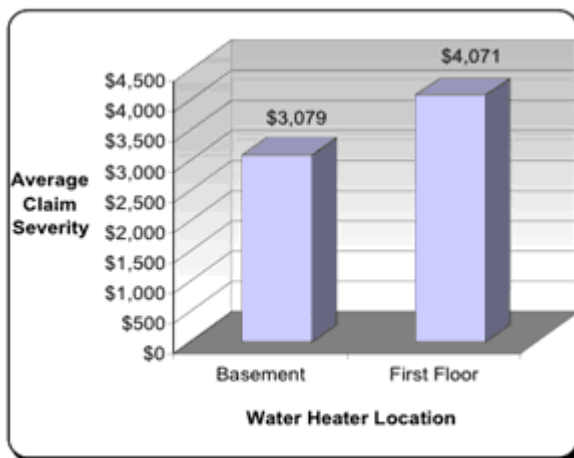 $4,071
$4,500
$4,000
$3,500
$3,079
$3,000
Average
Claim
Severity
$2,500
$2,000
$1,500
$1,000
$500
$0
Basement First Floor
Water Heater Location